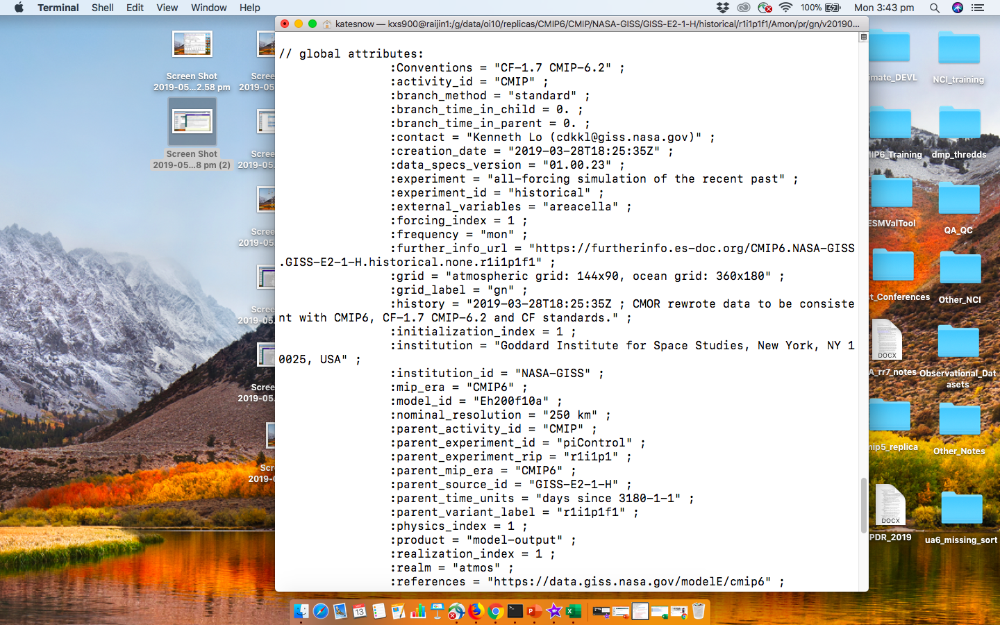 Terminal Shell Edit View Window Help 100% Mon 3:43 pm
katesnow — kxs900@raijin1:/g/data/oi10/replicas/CMIP6/CMIP/NASA-GISS/GISS-E2-1-H/historical/r1i1p1f1/Amon/pr/gn/v20190...
// global attributes:
:Conventions = "CF-1.7 CMIP-6.2" ;
:activity_id = "CMIP" ;
:branch_method = "standard" ;
:branch_time_in_child = 0. ;
:branch_time_in_parent = 0. ;
:contact = "Kenneth Lo (cdkkl@giss.nasa.gov)" ;
:creation_date = "2019-03-28T18:25:35Z" ;
:data_specs_version = "01.00.23" ;
:experiment = "all-forcing simulation of the recent past" ;
:experiment_id = "historical" ;
:external_variables = "areacella" ;
:forcing_index = 1 ;
:frequency = "mon" ;
:further_info_url = "https://furtherinfo.es-doc.org/CMIP6.NASA-GISS
.GISS-E2-1-H.historical.none.r1i1p1f1" ;
:grid = "atmospheric grid: 144x90, ocean grid: 360x180" ;
:grid_label = "gn" ;
:history = "2019-03-28T18:25:35Z ; CMOR rewrote data to be consiste
nt with CMIP6, CF-1.7 CMIP-6.2 and CF standards." ;
:initialization_index = 1 ;
:institution = "Goddard Institute for Space Studies, New York, NY 1
0025, USA" ;
:institution_id = "NASA-GISS" ;
:mip_era = "CMIP6" ;
:model_id = "Eh200f10a" ;
:nominal_resolution = "250 km" ;
:parent_activity_id = "CMIP" ;
:parent_experiment_id = "piControl" ;
:parent_experiment_rip = "r1i1p1" ;
:parent_mip_era = "CMIP6" ;
:parent_source_id = "GISS-E2-1-H" ;
:parent_time_units = "days since 3180-1-1" ;
:parent_variant_label = "r1i1p1f1" ;
:physics_index = 1 ;
:product = "model-output" ;
:realization_index = 1 ;
:realm = "atmos" ;
:references = "https://data.giss.nasa.gov/modelE/cmip6" ;
Screen Shot
2019-05...2.58 pm
Screen Shot
2019-05...8 pm (2)
Scree
2019-05
Scree
2019-05.
Scree
2019-05.
Scree
2019-05.
Scree
2019-05.
Scre
2019-0
imate_DEVL
NCI_training
IP6_Training
dmp_thredds
ESMValTool
QA_QC
t_Conferences
Other_NCI
DOCX
A_rr7_notes
Observational_Dat
asets
nip5_replica
Other_Notes
DOCX
PDR_2019
ua6_missing_sort
13